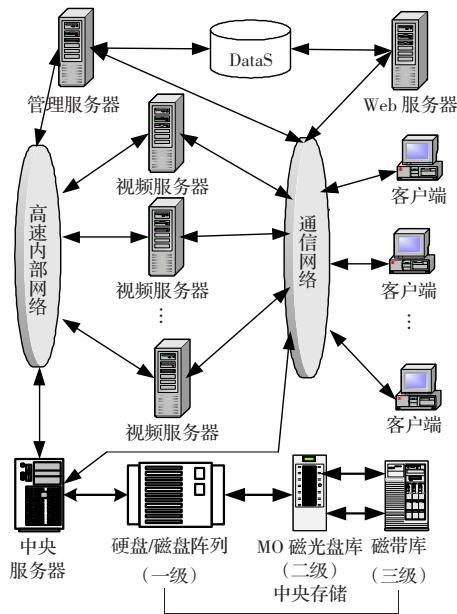 DataS
管理服务器
Web 服务器
视频服务器
客户端
高速内部网络
通信网络
视频服务器
客户端
⋮
⋮
视频服务器
客户端
中央
服务器
硬盘/磁盘阵列
(一级)
MO 磁光盘库
(二级)
中央存储
磁带库
(三级)